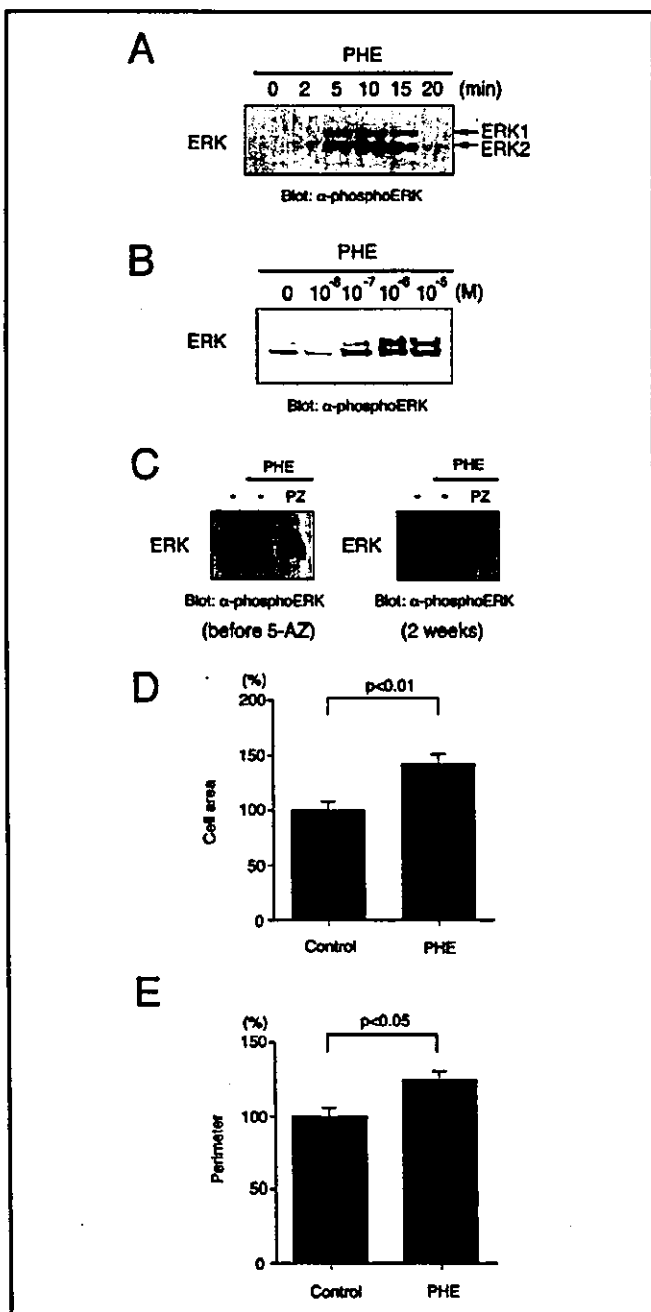 A
PHE
0 2 5 10 15 20 (min)
ERK
ERK1
ERK2
Blot: α-phosphoERK
B
PHE
0 10⁻⁸ 10⁻⁷ 10⁻⁶ 10⁻⁵ (M)
ERK
Blot: α-phosphoERK
C
PHE PHE
- - PZ - - PZ
ERK ERK
Blot: α-phosphoERK Blot: α-phosphoERK
(before 5-AZ) (2 weeks)
D
(%)
p<0.01
200
150
100
50
0
Cell area
Control PHE
E
(%)
p<0.05
150
100
50
0
Perimeter
Control PHE